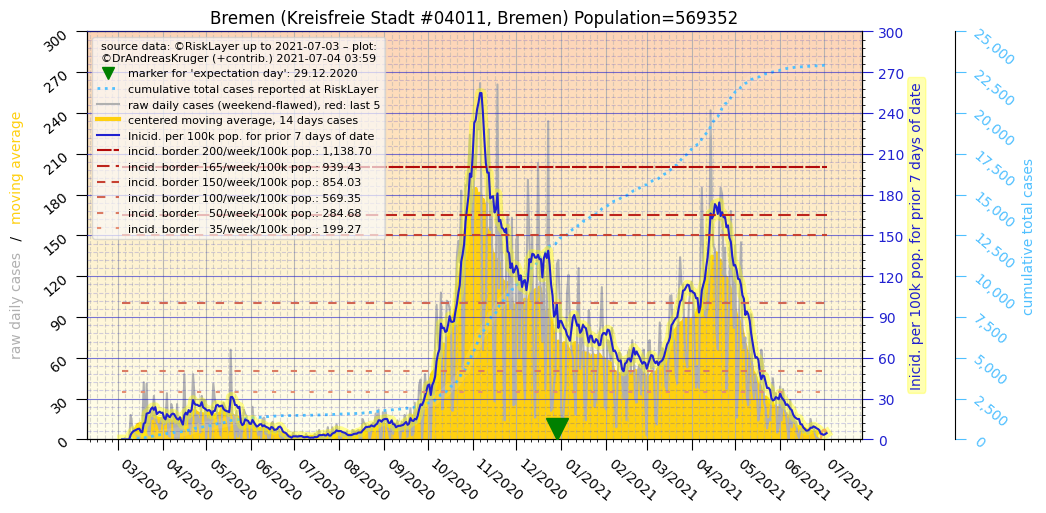 Bremen (Kreisfreie Stadt #04011, Bremen) Population=569352
source data: ©RiskLayer up to 2021-07-03 – plot:
©DrAndreasKruger (+contrib.) 2021-07-04 03:59
marker for 'expectation day': 29.12.2020
cumulative total cases reported at RiskLayer
raw daily cases (weekend-flawed), red: last 5
centered moving average, 14 days cases
Inicid. per 100k pop. for prior 7 days of date
incid. border 200/week/100k pop.: 1,138.70
incid. border 165/week/100k pop.: 939.43
incid. border 150/week/100k pop.: 854.03
incid. border 100/week/100k pop.: 569.35
incid. border 50/week/100k pop.: 284.68
incid. border 35/week/100k pop.: 199.27
raw daily cases / moving average
300
270
240
210
180
150
120
90
60
30
0
03/2020
04/2020
05/2020
06/2020
07/2020
08/2020
09/2020
10/2020
11/2020
12/2020
01/2021
02/2021
03/2021
04/2021
05/2021
06/2021
07/2021
300
270
240
210
180
150
120
90
60
30
0
Inicid. per 100k pop. for prior 7 days of date
25,000
22,500
20,000
17,500
15,000
12,500
10,000
7,500
5,000
2,500
0
cumulative total cases